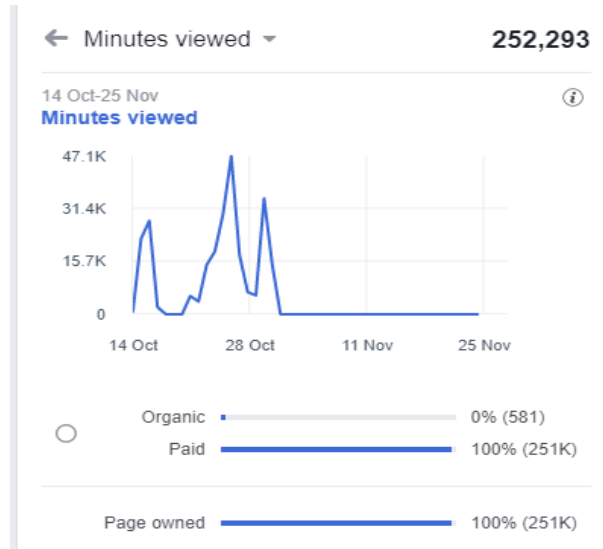 Minutes viewed 252,293
14 Oct-25 Nov
Minutes viewed
47.1K
31.4K
15.7K
0
14 Oct 28 Oct 11 Nov 25 Nov
Organic 0% (581)
Paid 100% (251K)
Page owned 100% (251K)